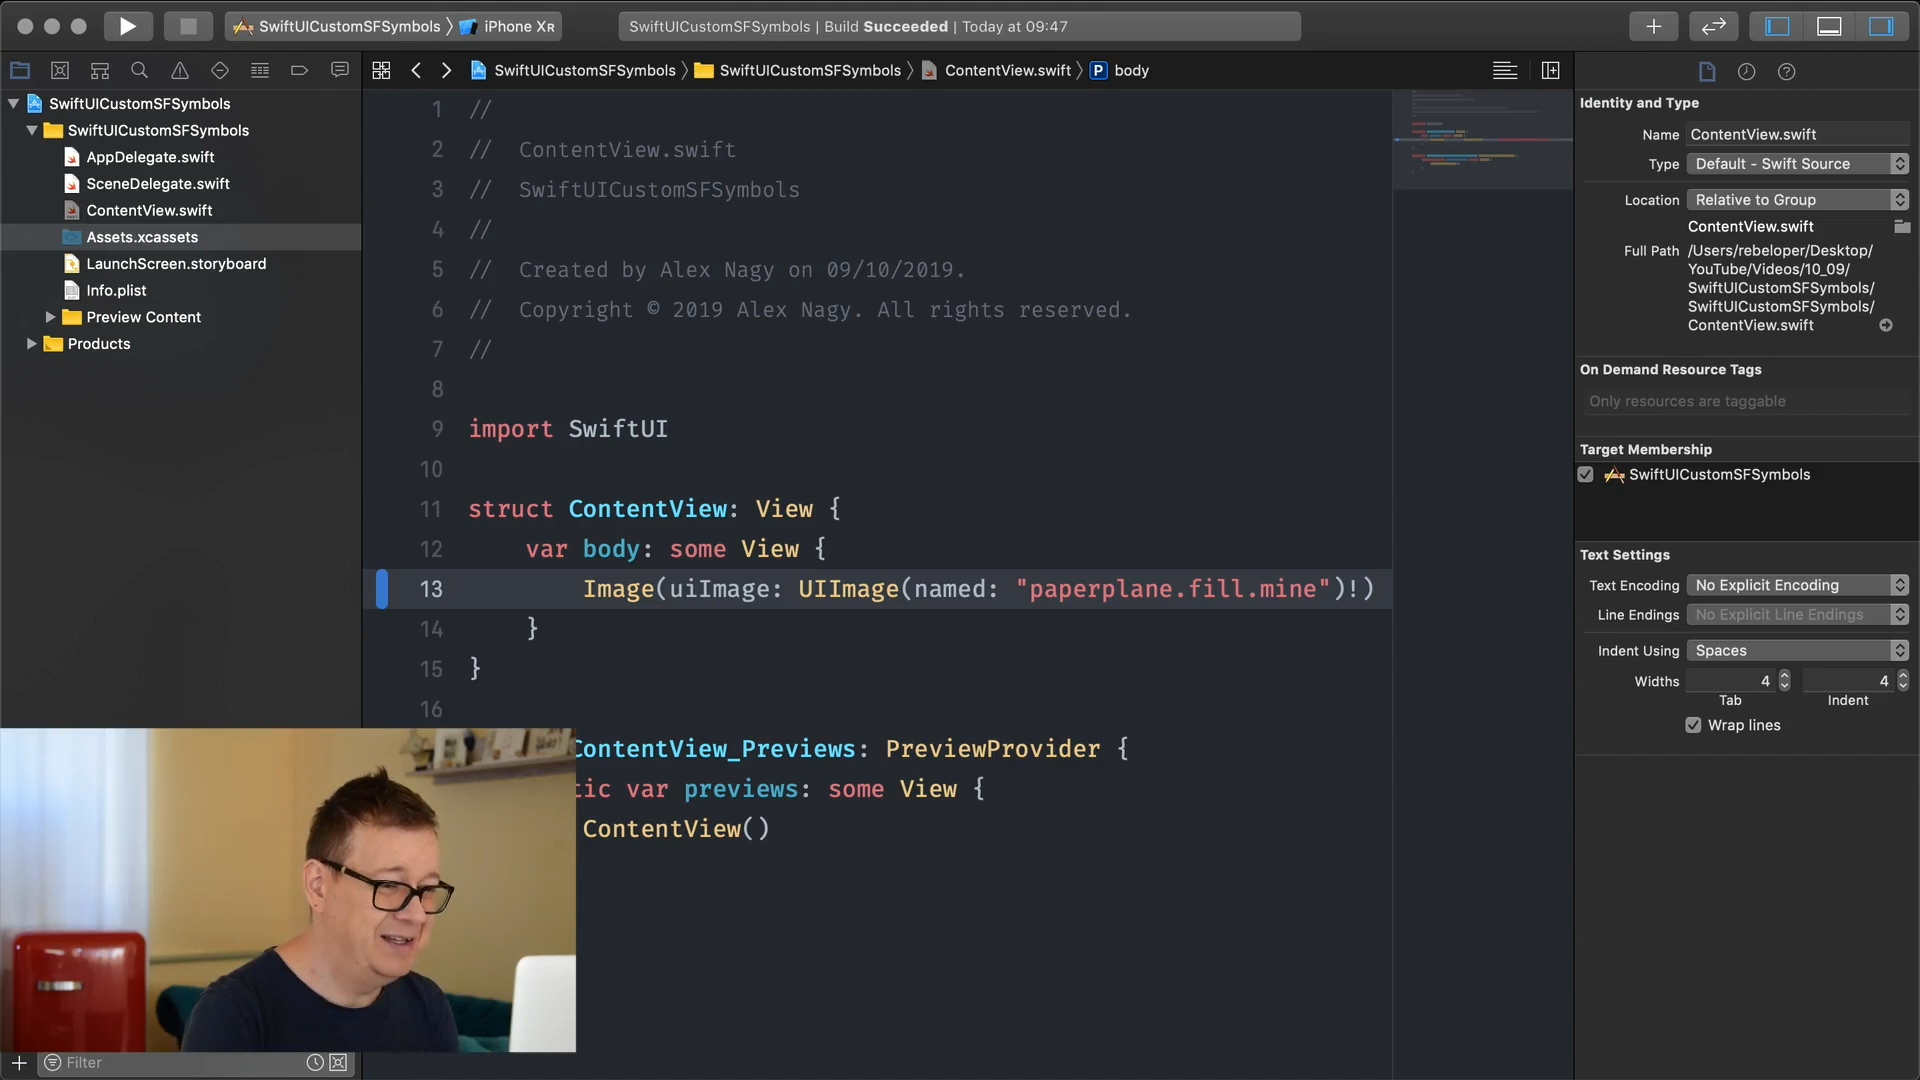 SwiftUICustomSFSymbols 〉 iPhone XR
SwiftUICustomSFSymbols | Build Succeeded | Today at 09:47
SwiftUICustomSFSymbols 〉 SwiftUICustomSFSymbols 〉 ContentView.swift 〉 P body
SwiftUICustomSFSymbols
SwiftUICustomSFSymbols
AppDelegate.swift
SceneDelegate.swift
ContentView.swift
Assets.xcassets
LaunchScreen.storyboard
Info.plist
Preview Content
Products
Filter
1 //
2 // ContentView.swift
3 // SwiftUICustomSFSymbols
4 //
5 // Created by Alex Nagy on 09/10/2019.
6 // Copyright © 2019 Alex Nagy. All rights reserved.
7 //
8
9 import SwiftUI
10
11 struct ContentView: View {
12 var body: some View {
13 Image(uiImage: UIImage(named: "paperplane.fill.mine")!)
14 }
15 }
16
ContentView_Previews: PreviewProvider {
tic var previews: some View {
ContentView()
Identity and Type
Name ContentView.swift
Type Default - Swift Source
Location Relative to Group
ContentView.swift
Full Path /Users/rebeloper/Desktop/
YouTube/Videos/10_09/
SwiftUICustomSFSymbols/
SwiftUICustomSFSymbols/
ContentView.swift
On Demand Resource Tags
Only resources are taggable
Target Membership
SwiftUICustomSFSymbols
Text Settings
Text Encoding No Explicit Encoding
Line Endings No Explicit Line Endings
Indent Using Spaces
Widths 4 4
Tab Indent
Wrap lines